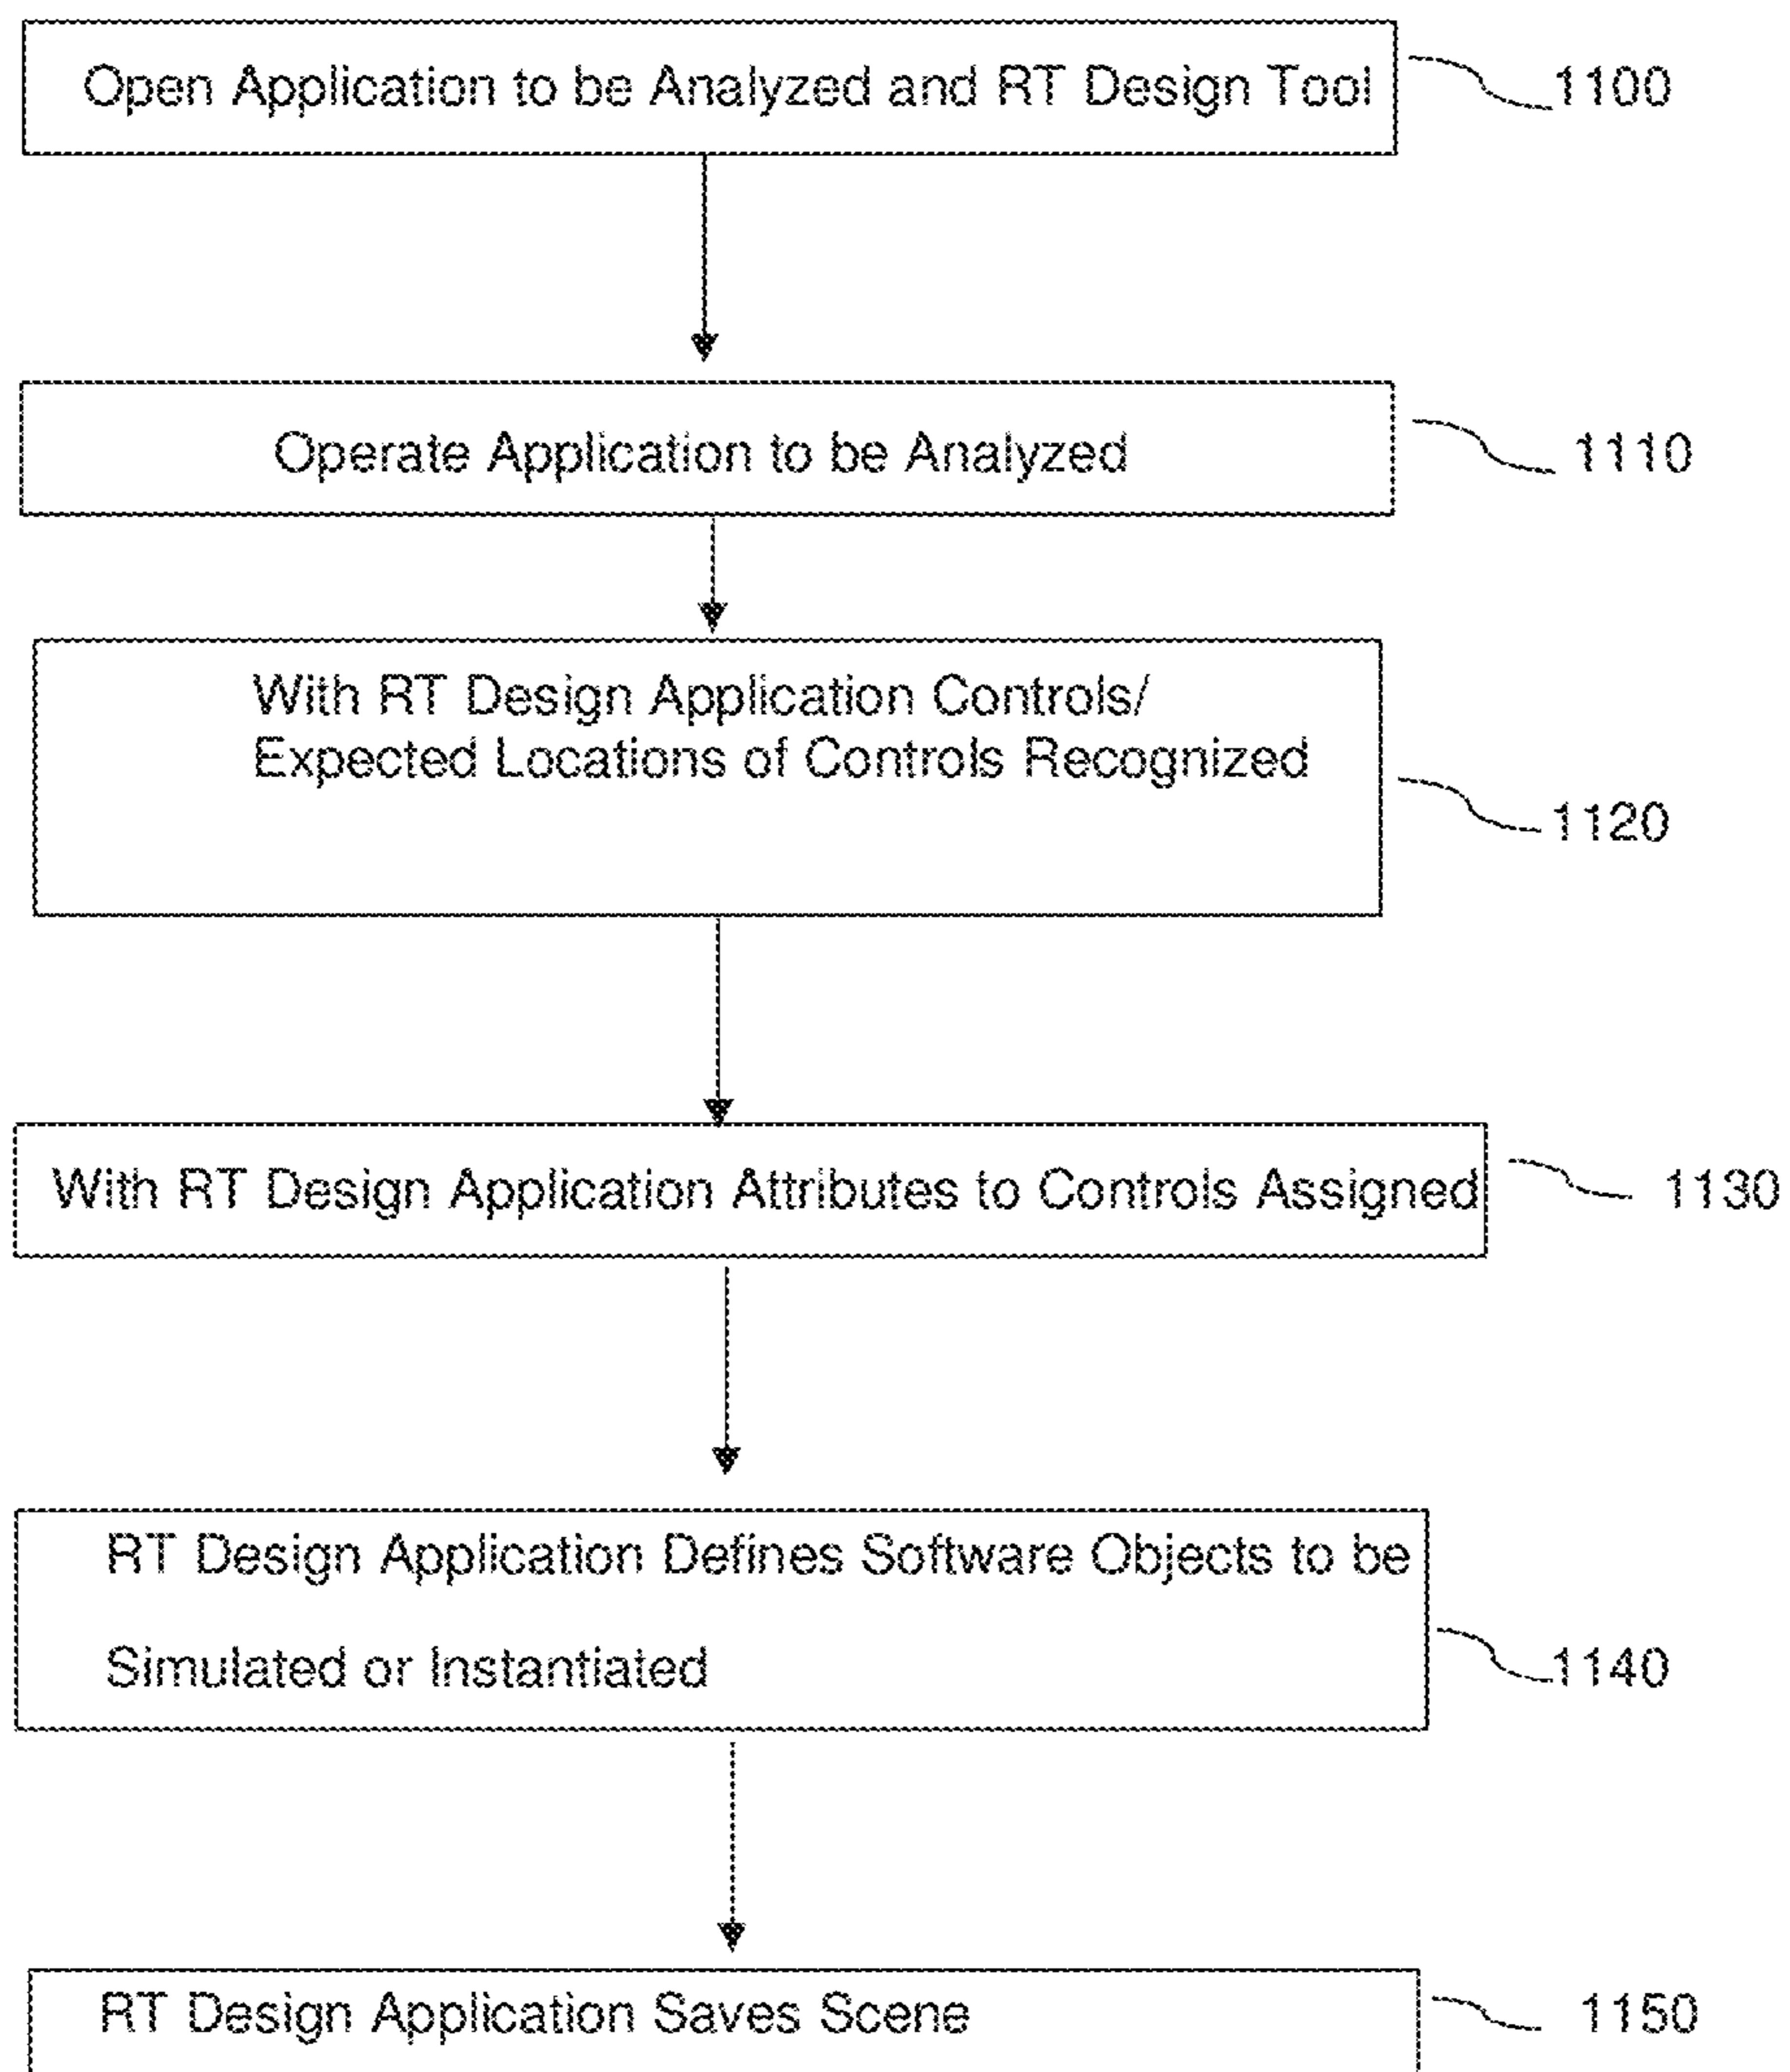 Open Application to be Analyzed and RT Design Tool
1100
Operate Application to be Analyzed
1110
With RT Design Application Controls/
Expected Locations of Controls Recognized
1120
With RT Design Application Attributes to Controls Assigned
1130
RT Design Application Defines Software Objects to be
Simulated or Instantiated
1140
RT Design Application Saves Scene
1150